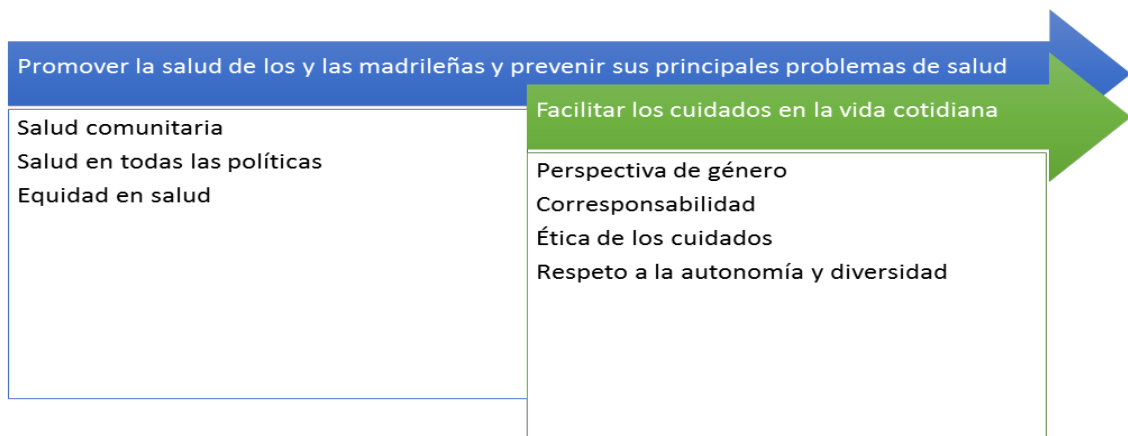 Promover la salud de los y las madrileñas y prevenir sus principales problemas de salud
Salud comunitaria
Salud en todas las políticas
Equidad en salud
Facilitar los cuidados en la vida cotidiana
Perspectiva de género
Corresponsabilidad
Ética de los cuidados
Respeto a la autonomía y diversidad